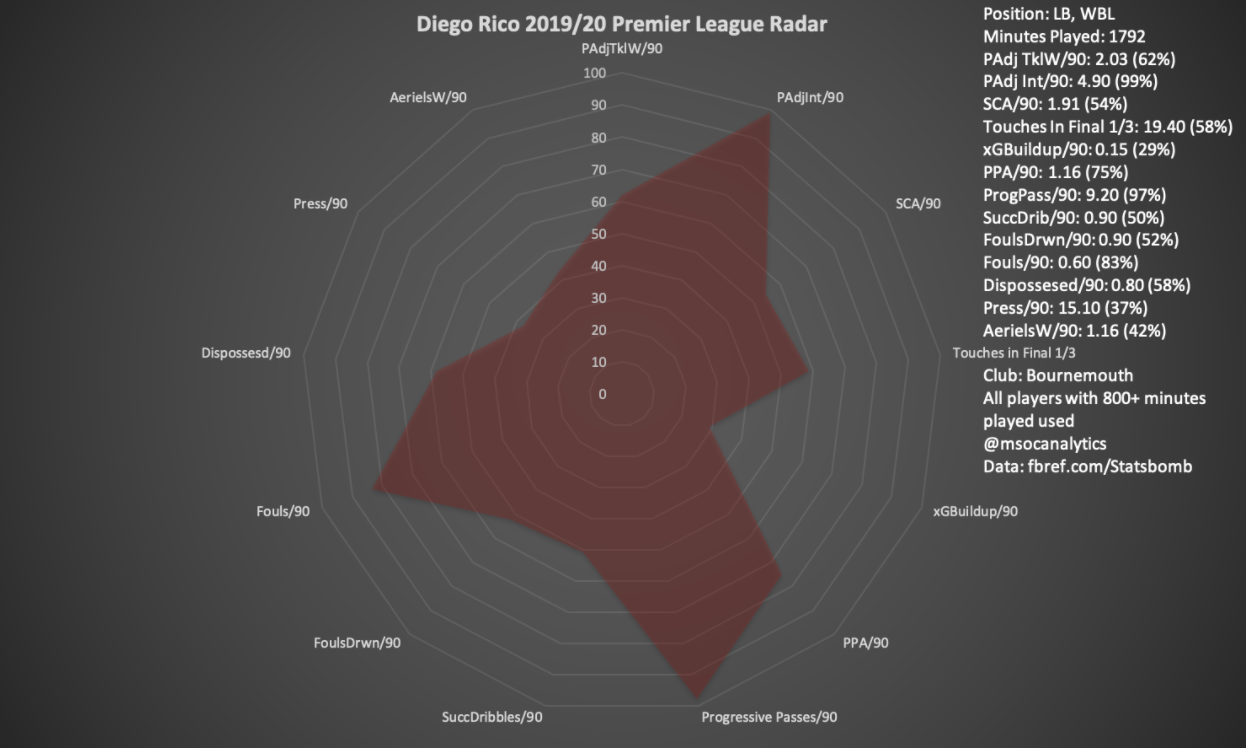 Diego Rico 2019/20 Premier League Radar
PAdjTklW/90
PAdjInt/90
SCA/90
Touches in Final 1/3
xGBuildup/90
PPA/90
Progressive Passes/90
SuccDribbles/90
FoulsDrwn/90
Fouls/90
Dispossesd/90
Press/90
AerielsW/90
100
90
80
70
60
50
40
30
20
10
0
Position: LB, WBL
Minutes Played: 1792
PAdj TklW/90: 2.03 (62%)
PAdj Int/90: 4.90 (99%)
SCA/90: 1.91 (54%)
Touches In Final 1/3: 19.40 (58%)
xGBuildup/90: 0.15 (29%)
PPA/90: 1.16 (75%)
ProgPass/90: 9.20 (97%)
SuccDrib/90: 0.90 (50%)
FoulsDrwn/90: 0.90 (52%)
Fouls/90: 0.60 (83%)
Dispossesed/90: 0.80 (58%)
Press/90: 15.10 (37%)
AerielsW/90: 1.16 (42%)
Club: Bournemouth
All players with 800+ minutes
played used
@msocanalytics
Data: fbref.com/Statsbomb